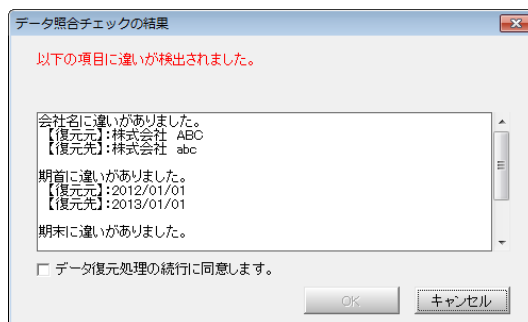 データ照合チェックの結果
以下の項目に違いが検出されました。
会社名に違いがありました。
【復元元】:株式会社 ABC
【復元先】:株式会社 abc
期首に違いがありました。
【復元元】:2012/01/01
【復元先】:2013/01/01
期末に違いがありました。
データ復元処理の続行に同意します。
OK
キャンセル